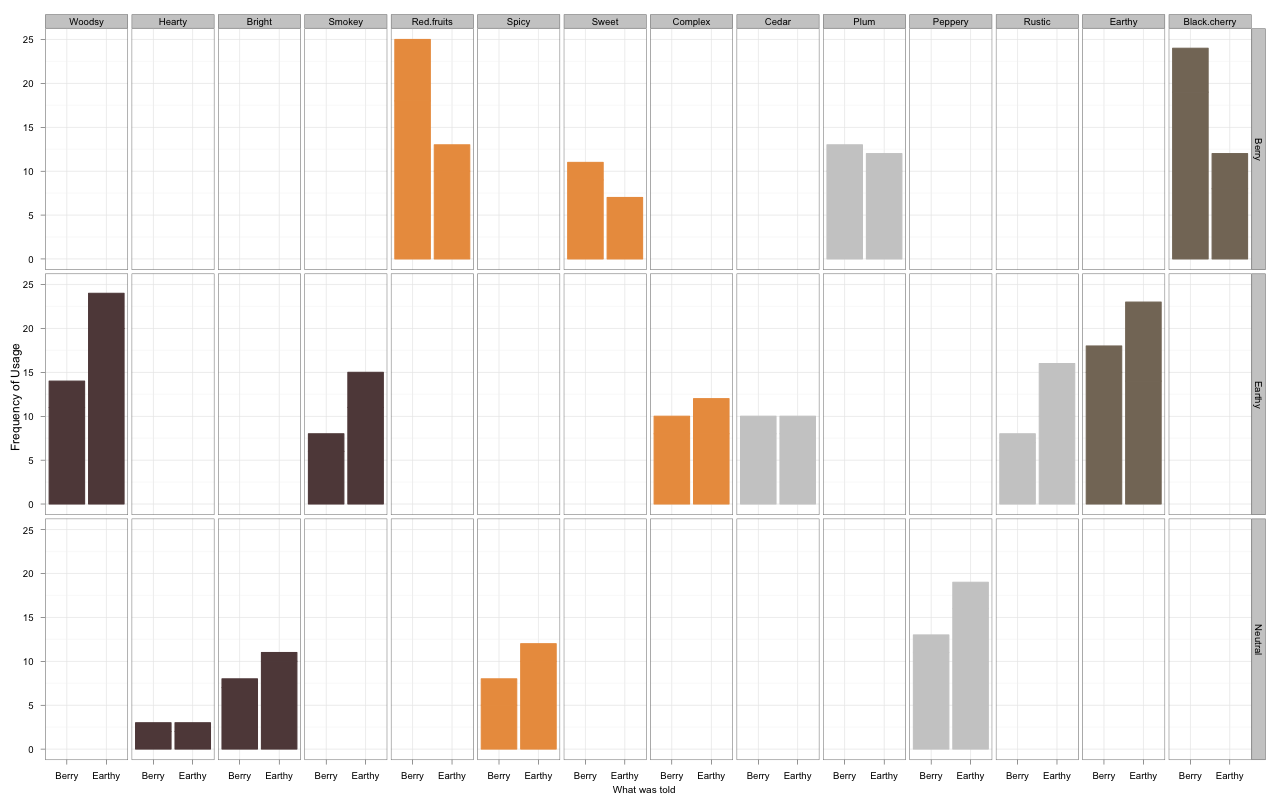 Woodsy Hearty Bright Smokey Red.fruits Spicy Sweet Complex Cedar Plum Peppery Rustic Earthy Black.cherry
25
20
15
10
5
0
Berry
25
20
15
10
5
0
Earthy
25
20
15
10
5
0
Neutral
Frequency of Usage
Berry Earthy Berry Earthy Berry Earthy Berry Earthy Berry Earthy Berry Earthy Berry Earthy Berry Earthy Berry Earthy Berry Earthy Berry Earthy Berry Earthy Berry Earthy Berry Earthy
What was told